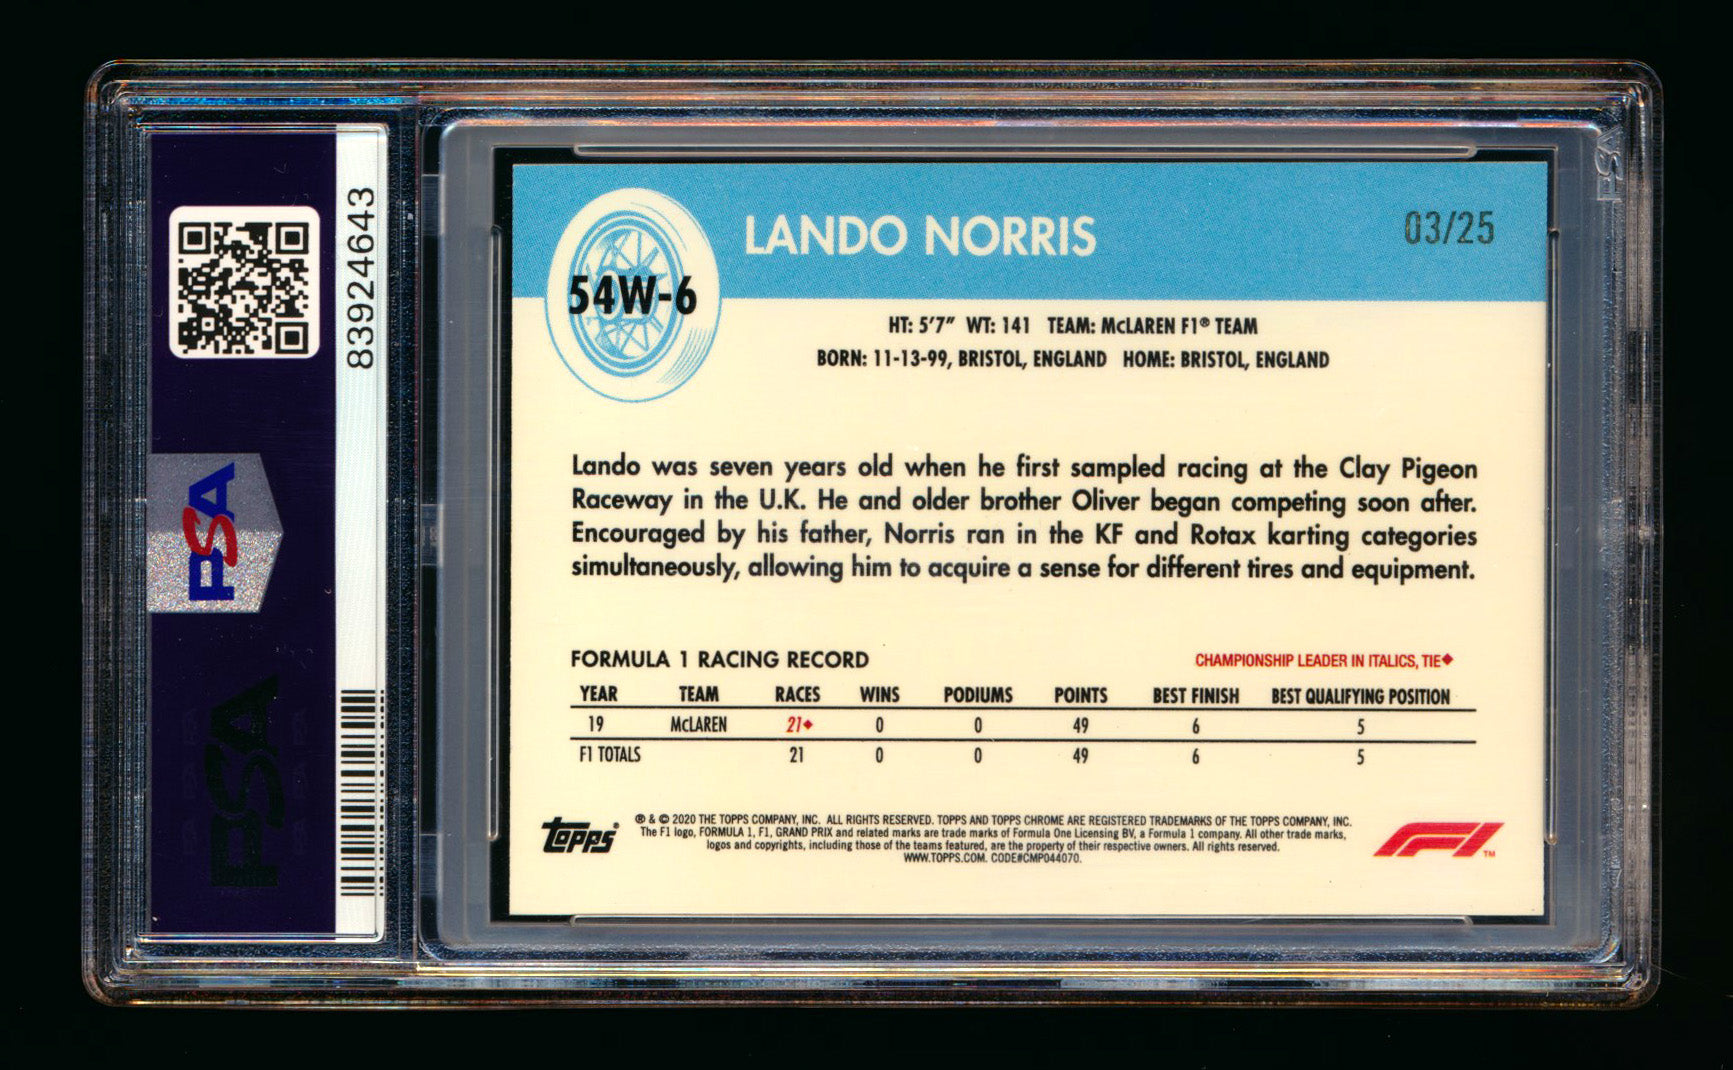 83924643
PSA
PSA
PSA
LANDO NORRIS
03/25
54W-6
HT: 5'7" WT: 141 TEAM: McLAREN F1® TEAM
BORN: 11-13-99, BRISTOL, ENGLAND HOME: BRISTOL, ENGLAND
Lando was seven years old when he first sampled racing at the Clay Pigeon
Raceway in the U.K. He and older brother Oliver began competing soon after.
Encouraged by his father, Norris ran in the KF and Rotax karting categories
simultaneously, allowing him to acquire a sense for different tires and equipment.
FORMULA 1 RACING RECORD
CHAMPIONSHIP LEADER IN ITALICS, TIE◆
YEAR TEAM RACES WINS PODIUMS POINTS BEST FINISH BEST QUALIFYING POSITION
19 McLAREN 21◆ 0 0 49 6 5
F1 TOTALS 21 0 0 49 6 5
Topps®
® & © 2020 THE TOPPS COMPANY, INC. ALL RIGHTS RESERVED. TOPPS AND TOPPS CHROME ARE REGISTERED TRADEMARKS OF THE TOPPS COMPANY, INC.
The F1 logo, FORMULA 1, F1, GRAND PRIX and related marks are trade marks of Formula One Licensing BV, a Formula 1 company. All other trade marks,
logos and copyrights, including those of the teams featured, are the property of their respective owners. All rights reserved.
WWW.TOPPS.COM. CODE#CMP044070.
F1™